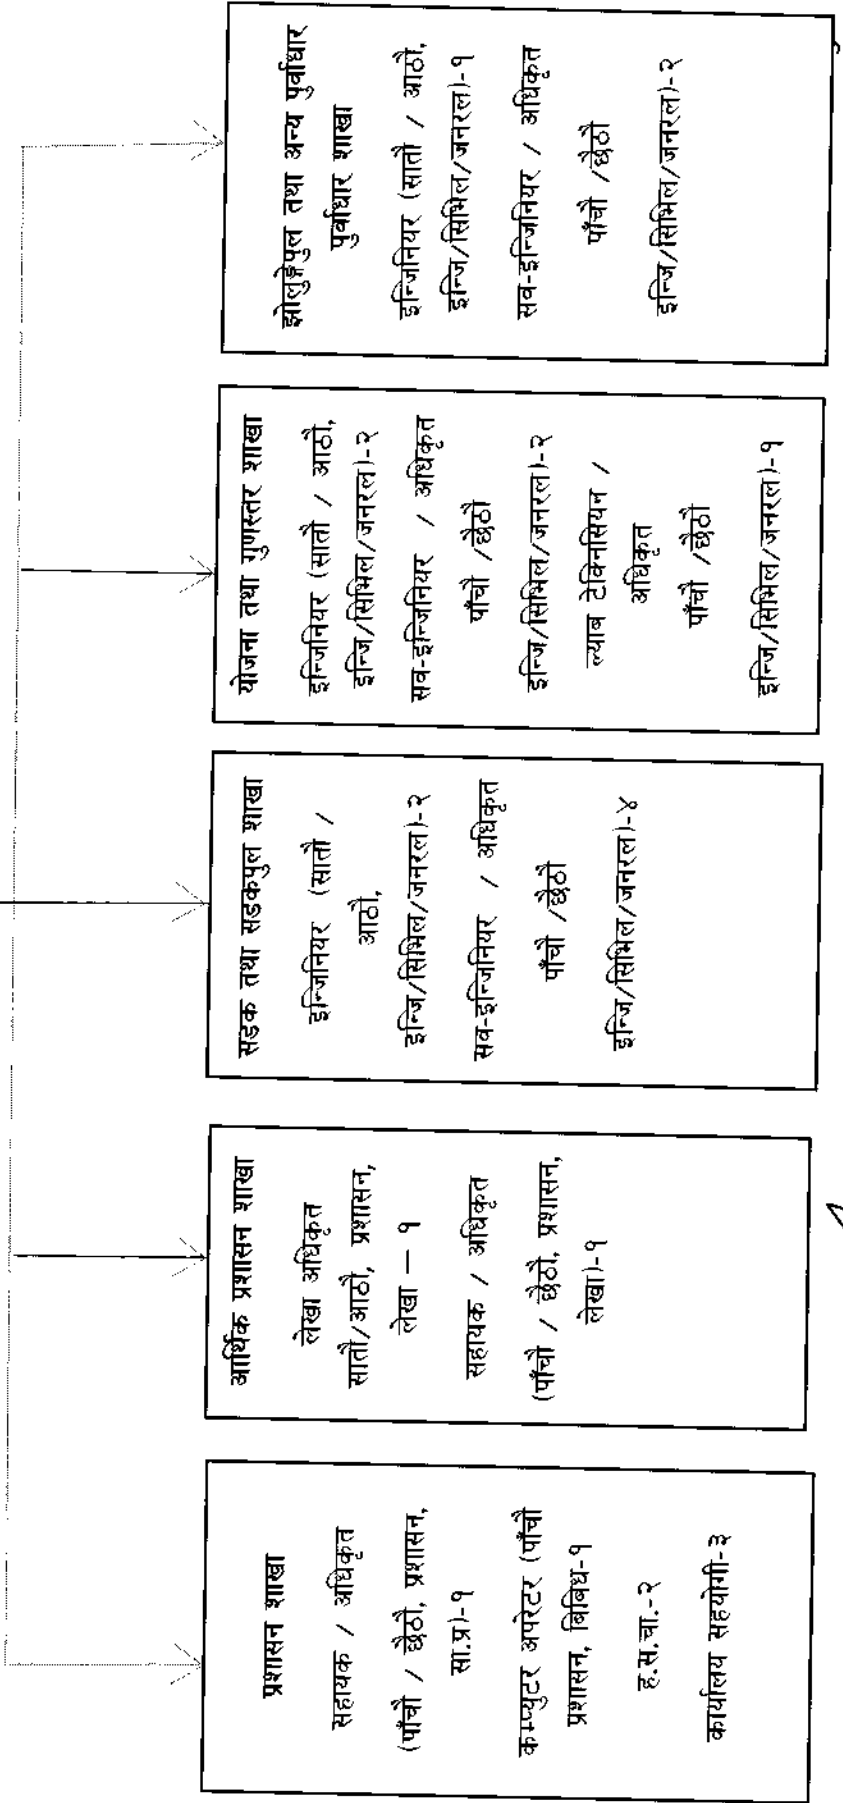 प्रशासन शाखा
सहायक / अधिकृत
(पाँचौ / छैठौ, प्रशासन,
सा.प्र)-१
कम्प्युटर अपरेटर (पाँचौ
प्रशासन, बिबिध-१
ह.स.चा.-२
कार्यालय सहयोगी-३
आर्थिक प्रशासन शाखा
लेखा अधिकृत
सातौ/आठौ, प्रशासन,
लेखा – १
सहायक / अधिकृत
(पाँचौ / छैठौ, प्रशासन,
लेखा)-१
सडक तथा सडकपुल शाखा
इन्जिनियर (सातौ /
आठौ,
इन्जि/सिभिल/जनरल)-२
सव-इन्जिनियर / अधिकृत
पाँचौ /छैठौ
इन्जि/सिभिल/जनरल)-४
योजना तथा गुणस्तर शाखा
इन्जिनियर (सातौ / आठौ,
इन्जि/सिभिल/जनरल)-२
सव-इन्जिनियर / अधिकृत
पाँचौ /छैठौ
इन्जि/सिभिल/जनरल)-२
ल्याब टेक्निसियन /
अधिकृत
पाँचौ /छैठौ
इन्जि/सिभिल/जनरल)-१
झोलुङ्गेपुल तथा अन्य पुर्वाधार
पुर्वाधार शाखा
इन्जिनियर (सातौ / आठौ,
इन्जि/सिभिल/जनरल)-१
सव-इन्जिनियर / अधिकृत
पाँचौ /छैठौ
इन्जि/सिभिल/जनरल)-२